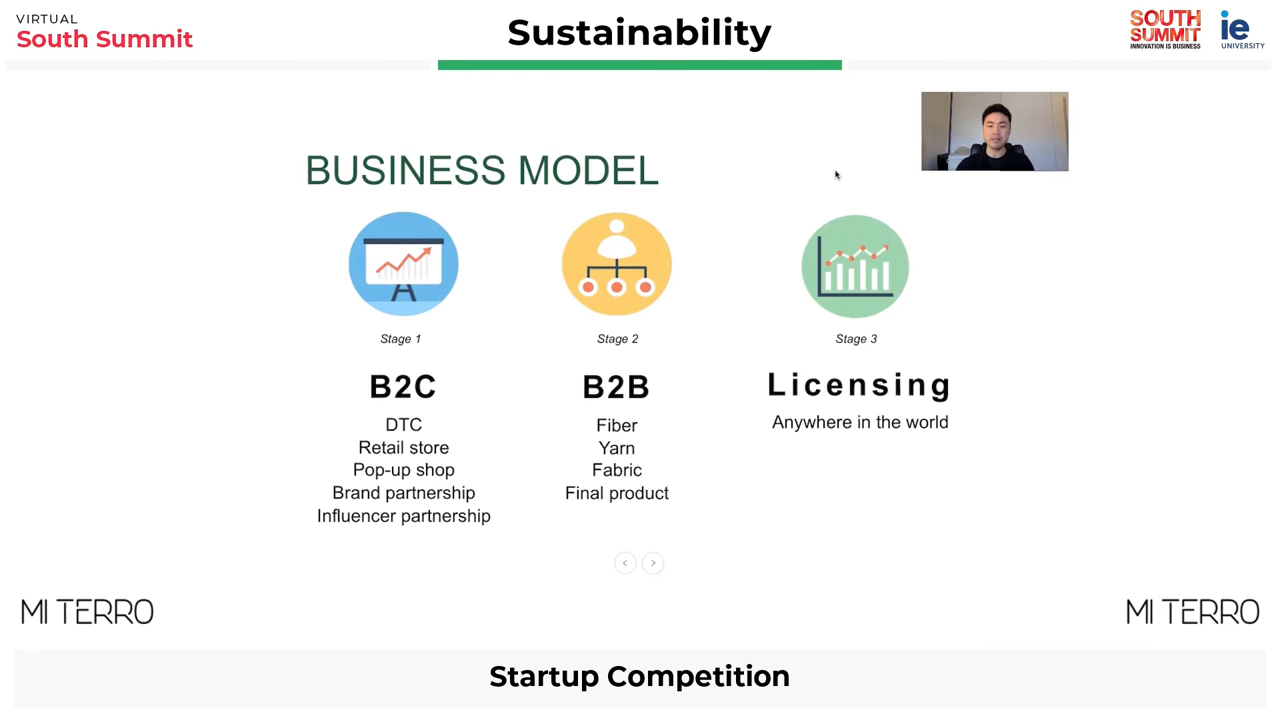 VIRTUAL
South Summit
Sustainability
SOUTH
SUMMIT
INNOVATION IS BUSINESS
ie
UNIVERSITY
BUSINESS MODEL
Stage 1
Stage 2
Stage 3
B2C
B2B
Licensing
DTC
Retail store
Pop-up shop
Brand partnership
Influencer partnership
Fiber
Yarn
Fabric
Final product
Anywhere in the world
MI TERRO
MI TERRO
Startup Competition